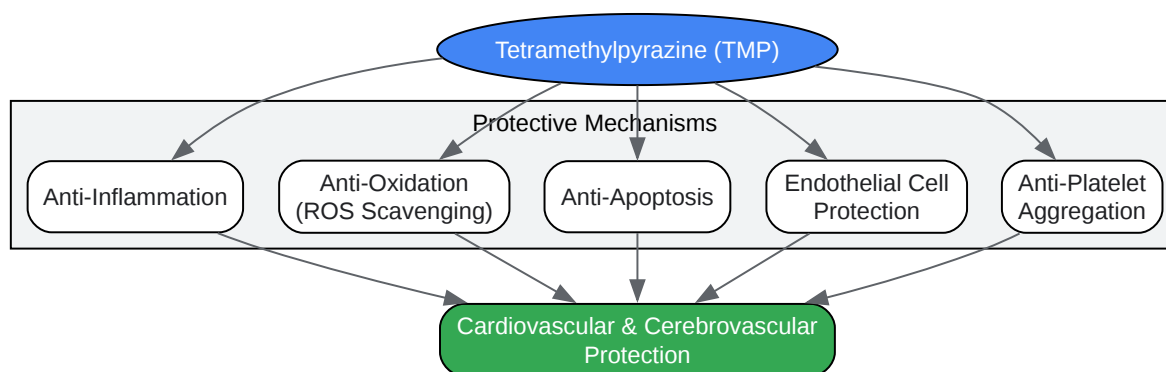 Tetramethylpyrazine (TMP)
Protective Mechanisms
Anti-Inflammation
Anti-Oxidation
(ROS Scavenging)
Anti-Apoptosis
Endothelial Cell
Protection
Anti-Platelet
Aggregation
Cardiovascular & Cerebrovascular
Protection